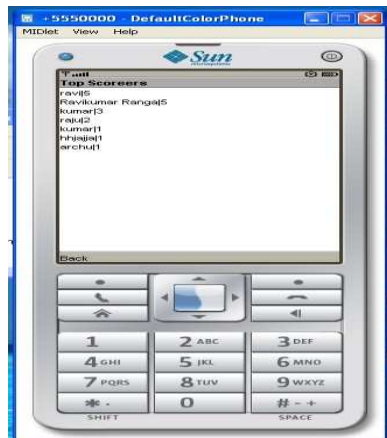 +5550000 - DefaultColorPhone
MIDlet View Help
Sun
Top Scoreers
ravi|5
Ravikumar Ranga|5
kumar|3
raju|2
kumar|1
hhjajja|1
archu|1
Back
1 2 ABC 3 DEF
4 GHI 5 JKL 6 MNO
7 PQRS 8 TUV 9 WXYZ
* . 0 # - +
SHIFT SPACE